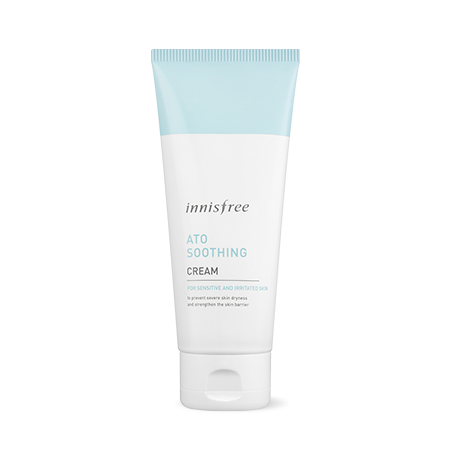 innisfree
ATO
SOOTHING
CREAM
FOR SENSITIVE AND IRRITATED SKIN
to prevent severe skin dryness
and strengthen the skin barrier